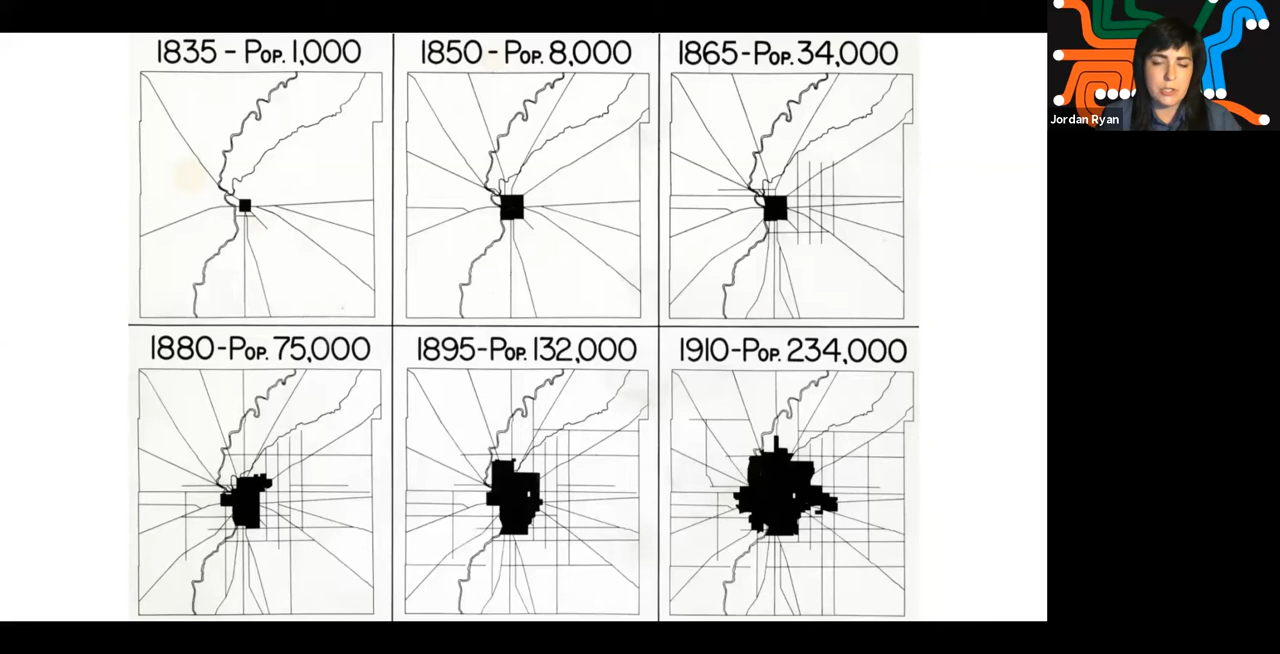 1835 - POP. 1,000
1850 - POP. 8,000
1865-POP. 34,000
1880-POP. 75,000
1895-POP. 132,000
1910-POP. 234,000
Jordan Ryan